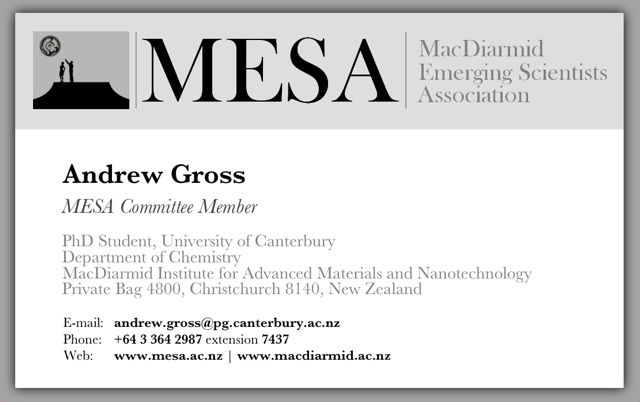 MESA
MacDiarmid
Emerging Scientists
Association
Andrew Gross
MESA Committee Member
PhD Student, University of Canterbury
Department of Chemistry
MacDiarmid Institute for Advanced Materials and Nanotechnology
Private Bag 4800, Christchurch 8140, New Zealand
E-mail: andrew.gross@pg.canterbury.ac.nz
Phone: +64 3 364 2987 extension 7437
Web: www.mesa.ac.nz | www.macdiarmid.ac.nz